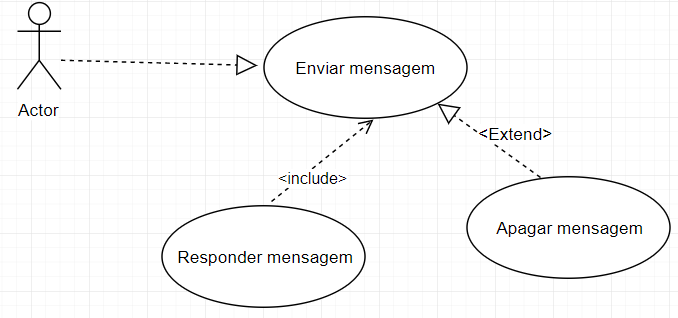 Actor
Enviar mensagem
<include>
<Extend>
Responder mensagem
Apagar mensagem